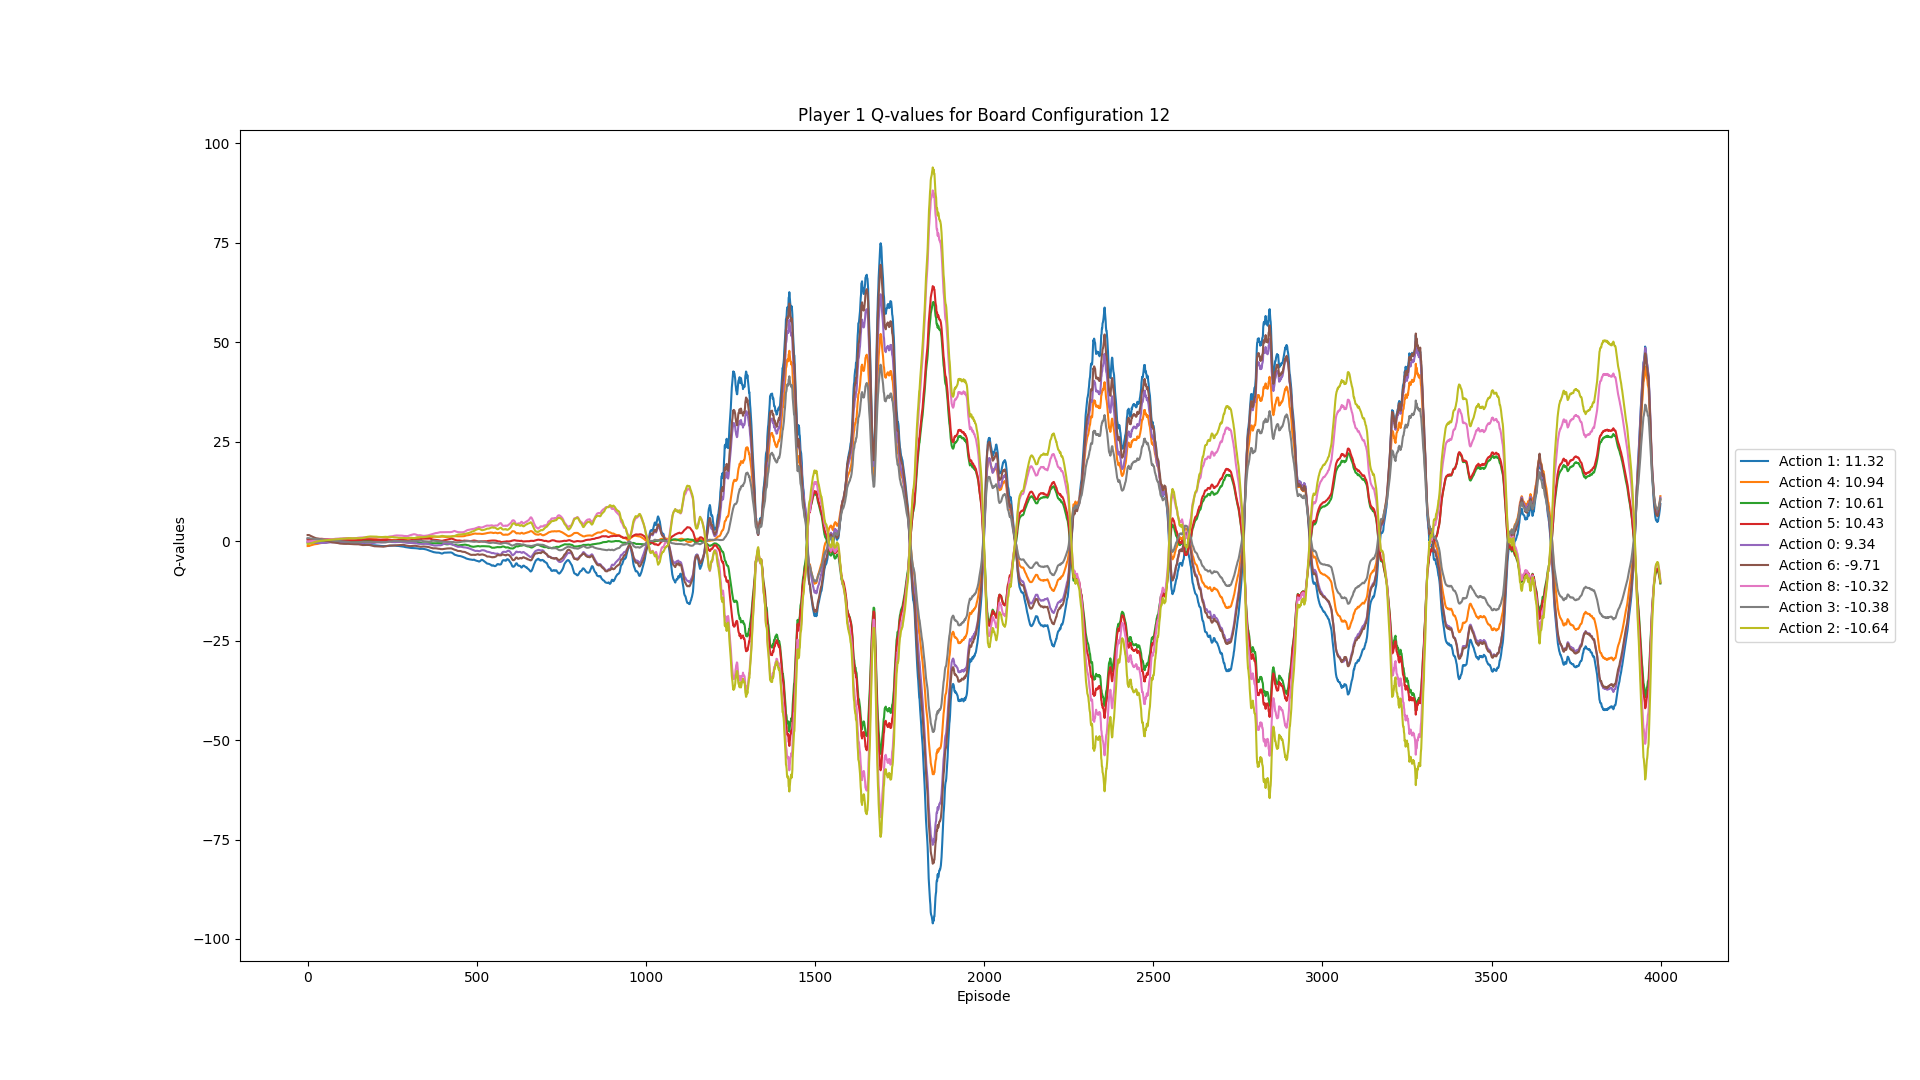 Player 1 Q-values for Board Configuration 12
100
75
50
25
0
−25
−50
−75
−100
Q-values
0
500
1000
1500
2000
2500
3000
3500
4000
Episode
Action 1: 11.32
Action 4: 10.94
Action 7: 10.61
Action 5: 10.43
Action 0: 9.34
Action 6: -9.71
Action 8: -10.32
Action 3: -10.38
Action 2: -10.64